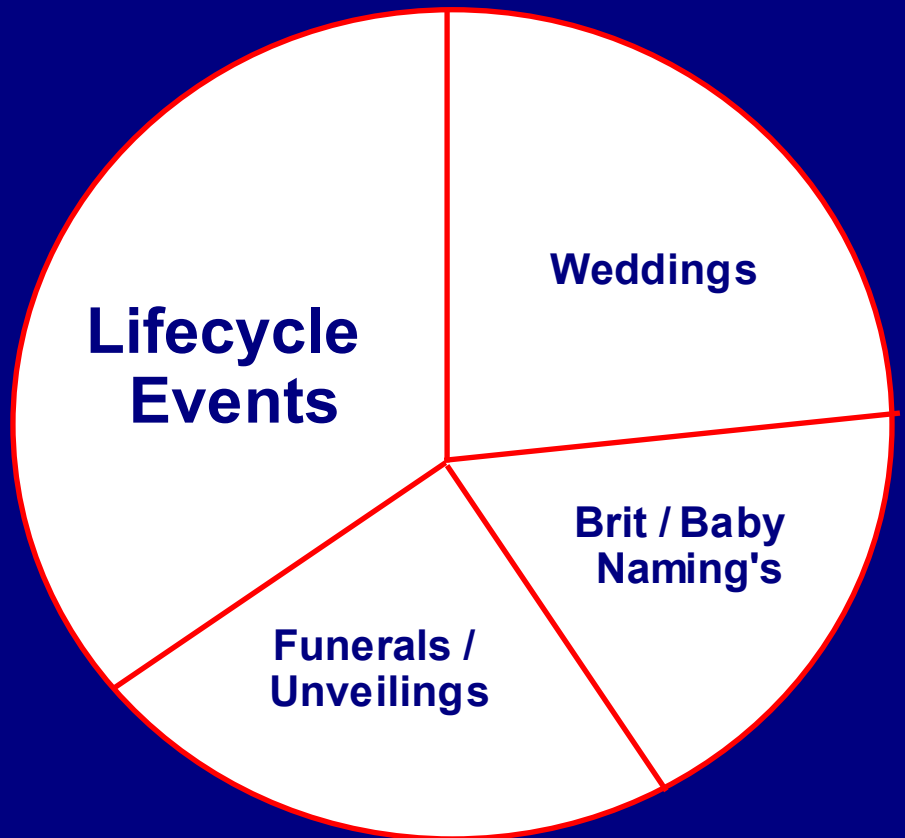 Lifecycle
Events
Weddings
Brit / Baby
Naming's
Funerals /
Unveilings